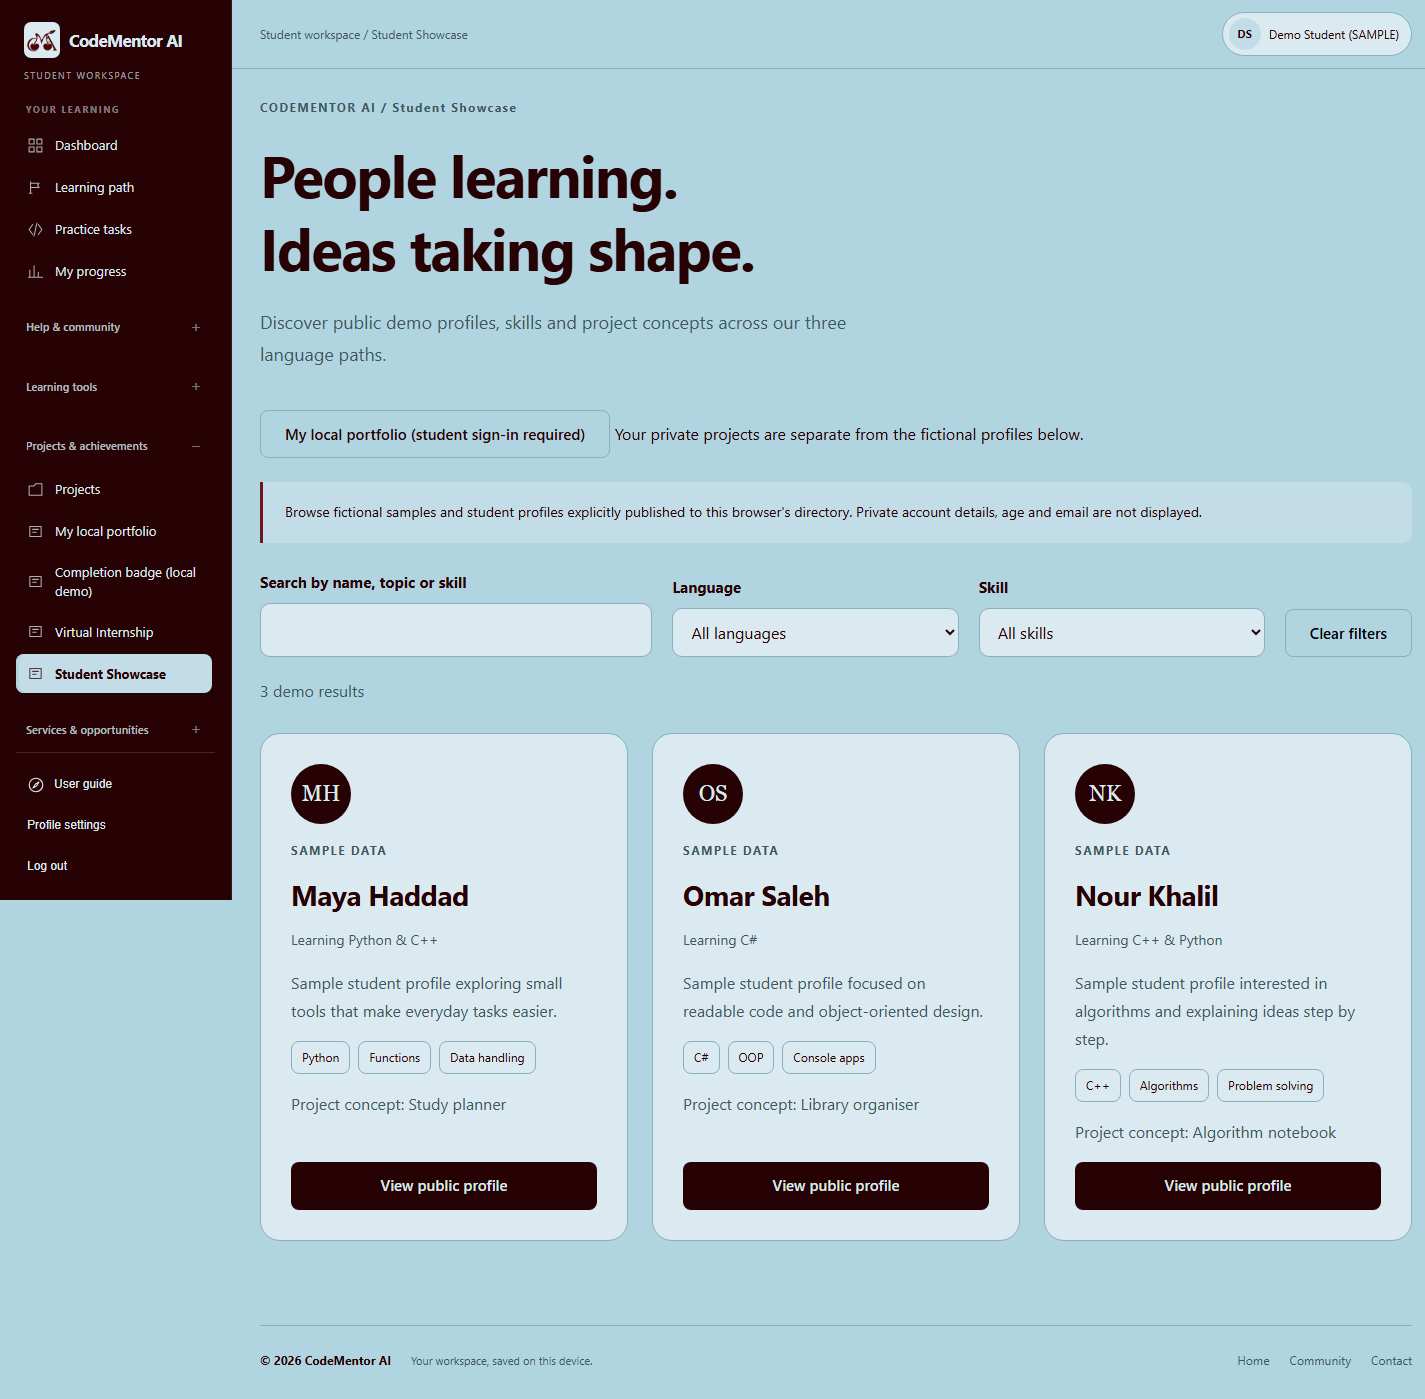 CodeMentor AI
STUDENT WORKSPACE
YOUR LEARNING
Dashboard
Learning path
Practice tasks
My progress
Help & community +
Learning tools +
Projects & achievements −
Projects
My local portfolio
Completion badge (local
demo)
Virtual Internship
Student Showcase
Services & opportunities +
User guide
Profile settings
Log out
Student workspace / Student Showcase
DS Demo Student (SAMPLE)
CODEMENTOR AI / Student Showcase
People learning.
Ideas taking shape.
Discover public demo profiles, skills and project concepts across our three
language paths.
My local portfolio (student sign-in required) Your private projects are separate from the fictional profiles below.
Browse fictional samples and student profiles explicitly published to this browser's directory. Private account details, age and email are not displayed.
Search by name, topic or skill
Language
All languages
Skill
All skills
Clear filters
3 demo results
MH
SAMPLE DATA
Maya Haddad
Learning Python & C++
Sample student profile exploring small
tools that make everyday tasks easier.
Python Functions Data handling
Project concept: Study planner
View public profile
OS
SAMPLE DATA
Omar Saleh
Learning C#
Sample student profile focused on
readable code and object-oriented design.
C# OOP Console apps
Project concept: Library organiser
View public profile
NK
SAMPLE DATA
Nour Khalil
Learning C++ & Python
Sample student profile interested in
algorithms and explaining ideas step by
step.
C++ Algorithms Problem solving
Project concept: Algorithm notebook
View public profile
© 2026 CodeMentor AI Your workspace, saved on this device.
Home Community Contact